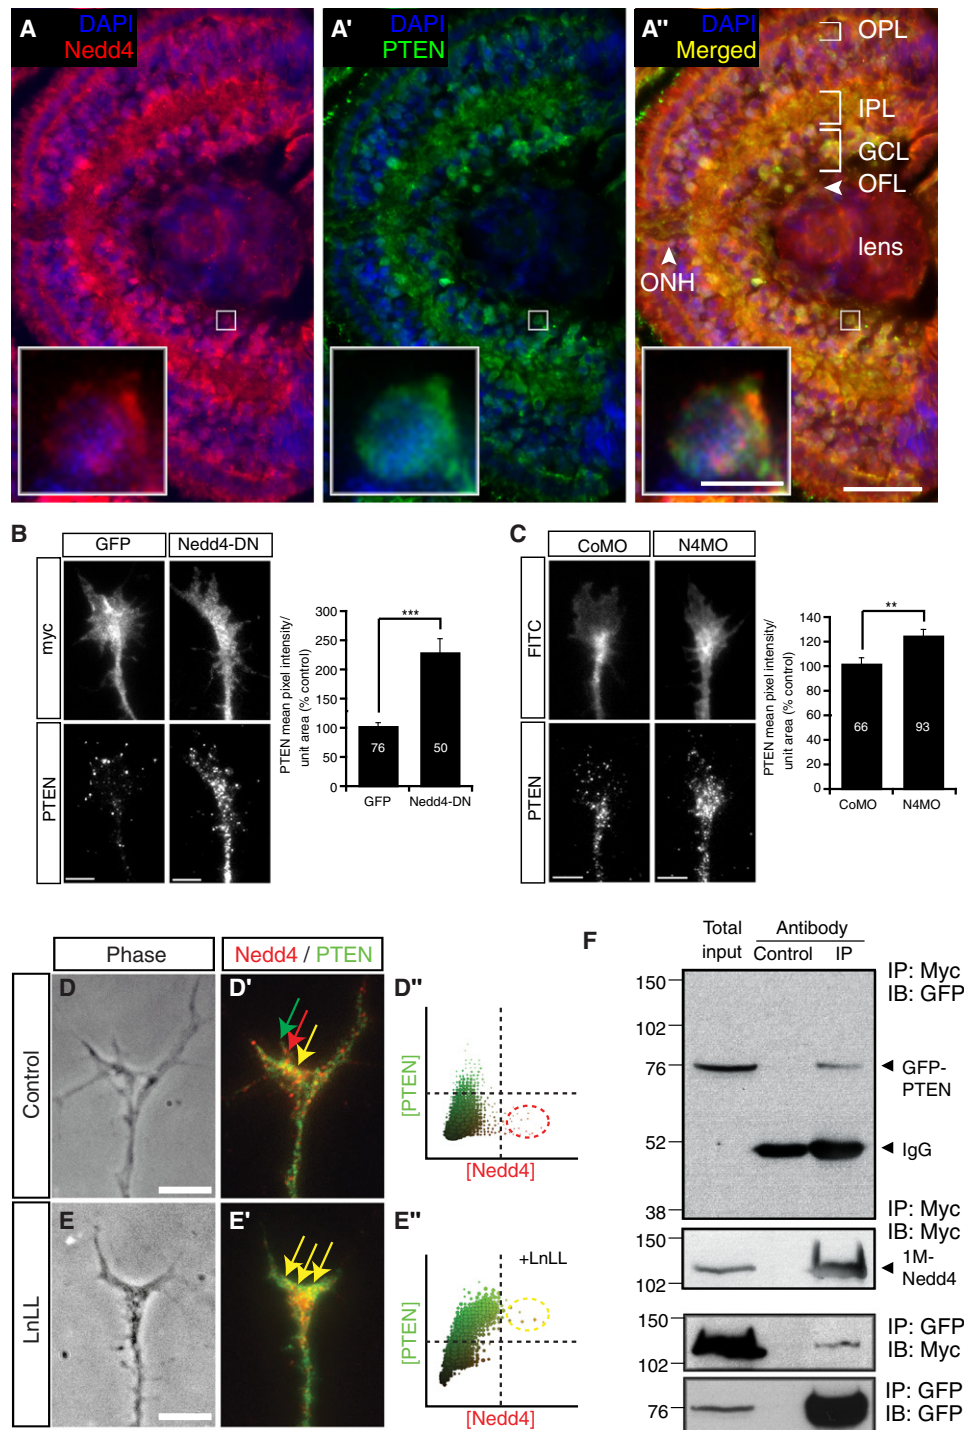 A
DAPI
Nedd4
A'
DAPI
PTEN
A''
DAPI
Merged
OPL
IPL
GCL
OFL
lens
ONH
B
GFP
Nedd4-DN
myc
PTEN
PTEN mean pixel intensity/
unit area (% control)
300
250
200
150
100
50
0
***
76
50
GFP
Nedd4-DN
C
CoMO
N4MO
FITC
PTEN
PTEN mean pixel intensity/
unit area (% control)
140
120
100
80
60
40
20
0
**
66
93
CoMO
N4MO
Phase
Nedd4 / PTEN
Control
D
D'
D''
[PTEN]
[Nedd4]
LnLL
E
E'
E''
+LnLL
[PTEN]
[Nedd4]
F
Total
input
Antibody
Control
IP
IP: Myc
IB: GFP
150
102
76
52
38
GFP-
PTEN
IgG
IP: Myc
IB: Myc
150
102
1M-
Nedd4
150
102
IP: GFP
IB: Myc
76
IP: GFP
IB: GFP